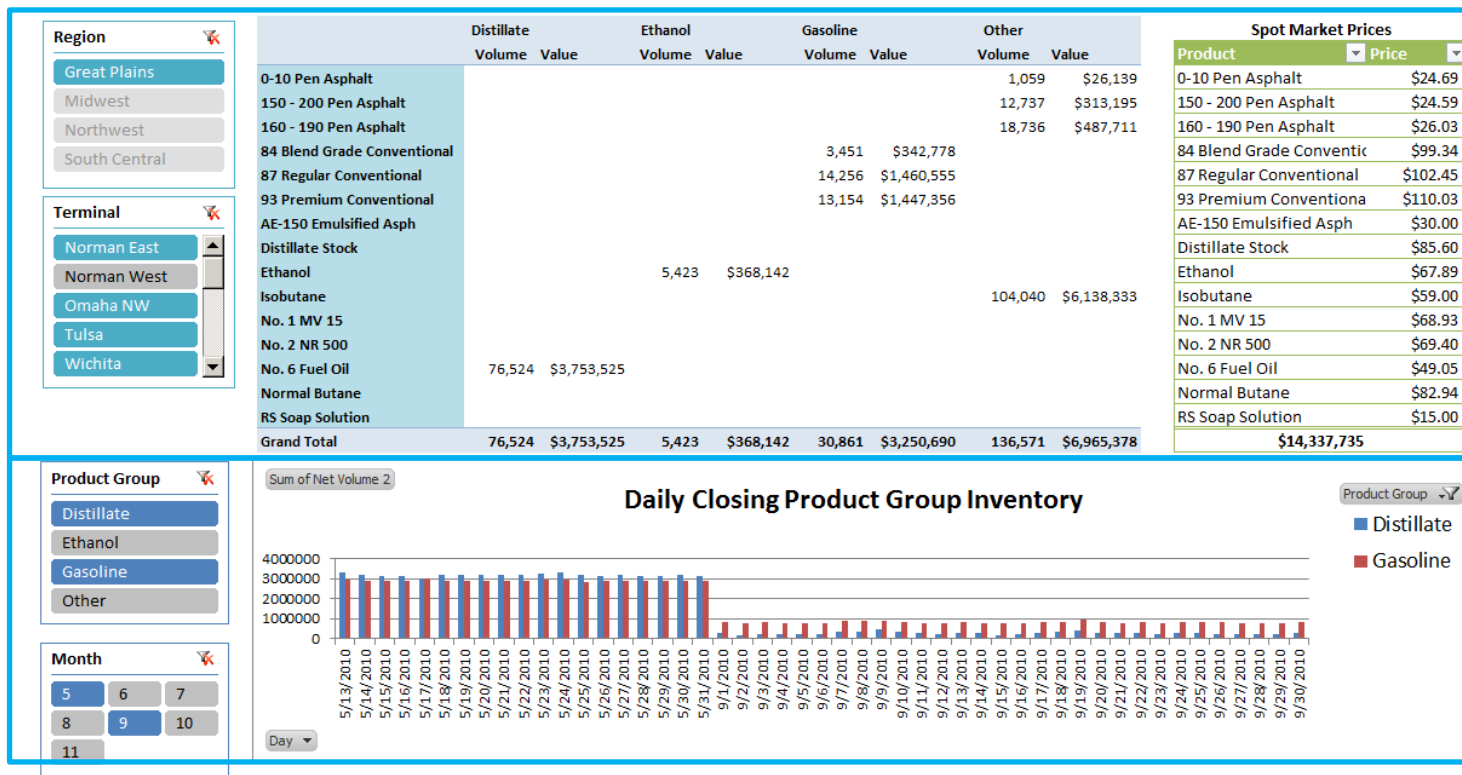 Region
Great Plains
Midwest
Northwest
South Central
Terminal
Norman East
Norman West
Omaha NW
Tulsa
Wichita
Distillate Ethanol Gasoline Other
Volume Value Volume Value Volume Value Volume Value
0-10 Pen Asphalt 1,059 $26,139
150 - 200 Pen Asphalt 12,737 $313,195
160 - 190 Pen Asphalt 18,736 $487,711
84 Blend Grade Conventional 3,451 $342,778
87 Regular Conventional 14,256 $1,460,555
93 Premium Conventional 13,154 $1,447,356
AE-150 Emulsified Asph
Distillate Stock
Ethanol 5,423 $368,142
Isobutane 104,040 $6,138,333
No. 1 MV 15
No. 2 NR 500
No. 6 Fuel Oil 76,524 $3,753,525
Normal Butane
RS Soap Solution
Grand Total 76,524 $3,753,525 5,423 $368,142 30,861 $3,250,690 136,571 $6,965,378
Spot Market Prices
Product Price
0-10 Pen Asphalt $24.69
150 - 200 Pen Asphalt $24.59
160 - 190 Pen Asphalt $26.03
84 Blend Grade Conventic $99.34
87 Regular Conventional $102.45
93 Premium Conventiona $110.03
AE-150 Emulsified Asph $30.00
Distillate Stock $85.60
Ethanol $67.89
Isobutane $59.00
No. 1 MV 15 $68.93
No. 2 NR 500 $69.40
No. 6 Fuel Oil $49.05
Normal Butane $82.94
RS Soap Solution $15.00
$14,337,735
Product Group
Distillate
Ethanol
Gasoline
Other
Month
5 6 7
8 9 10
11
Sum of Net Volume 2
Daily Closing Product Group Inventory
Product Group
Distillate
Gasoline
4000000
3000000
2000000
1000000
0
5/13/2010
5/14/2010
5/15/2010
5/16/2010
5/17/2010
5/18/2010
5/19/2010
5/20/2010
5/21/2010
5/22/2010
5/23/2010
5/24/2010
5/25/2010
5/26/2010
5/27/2010
5/28/2010
5/29/2010
5/30/2010
5/31/2010
9/1/2010
9/2/2010
9/3/2010
9/4/2010
9/5/2010
9/6/2010
9/7/2010
9/8/2010
9/9/2010
9/10/2010
9/11/2010
9/12/2010
9/13/2010
9/14/2010
9/15/2010
9/16/2010
9/17/2010
9/18/2010
9/19/2010
9/20/2010
9/21/2010
9/22/2010
9/23/2010
9/24/2010
9/25/2010
9/26/2010
9/27/2010
9/28/2010
9/29/2010
9/30/2010
Day